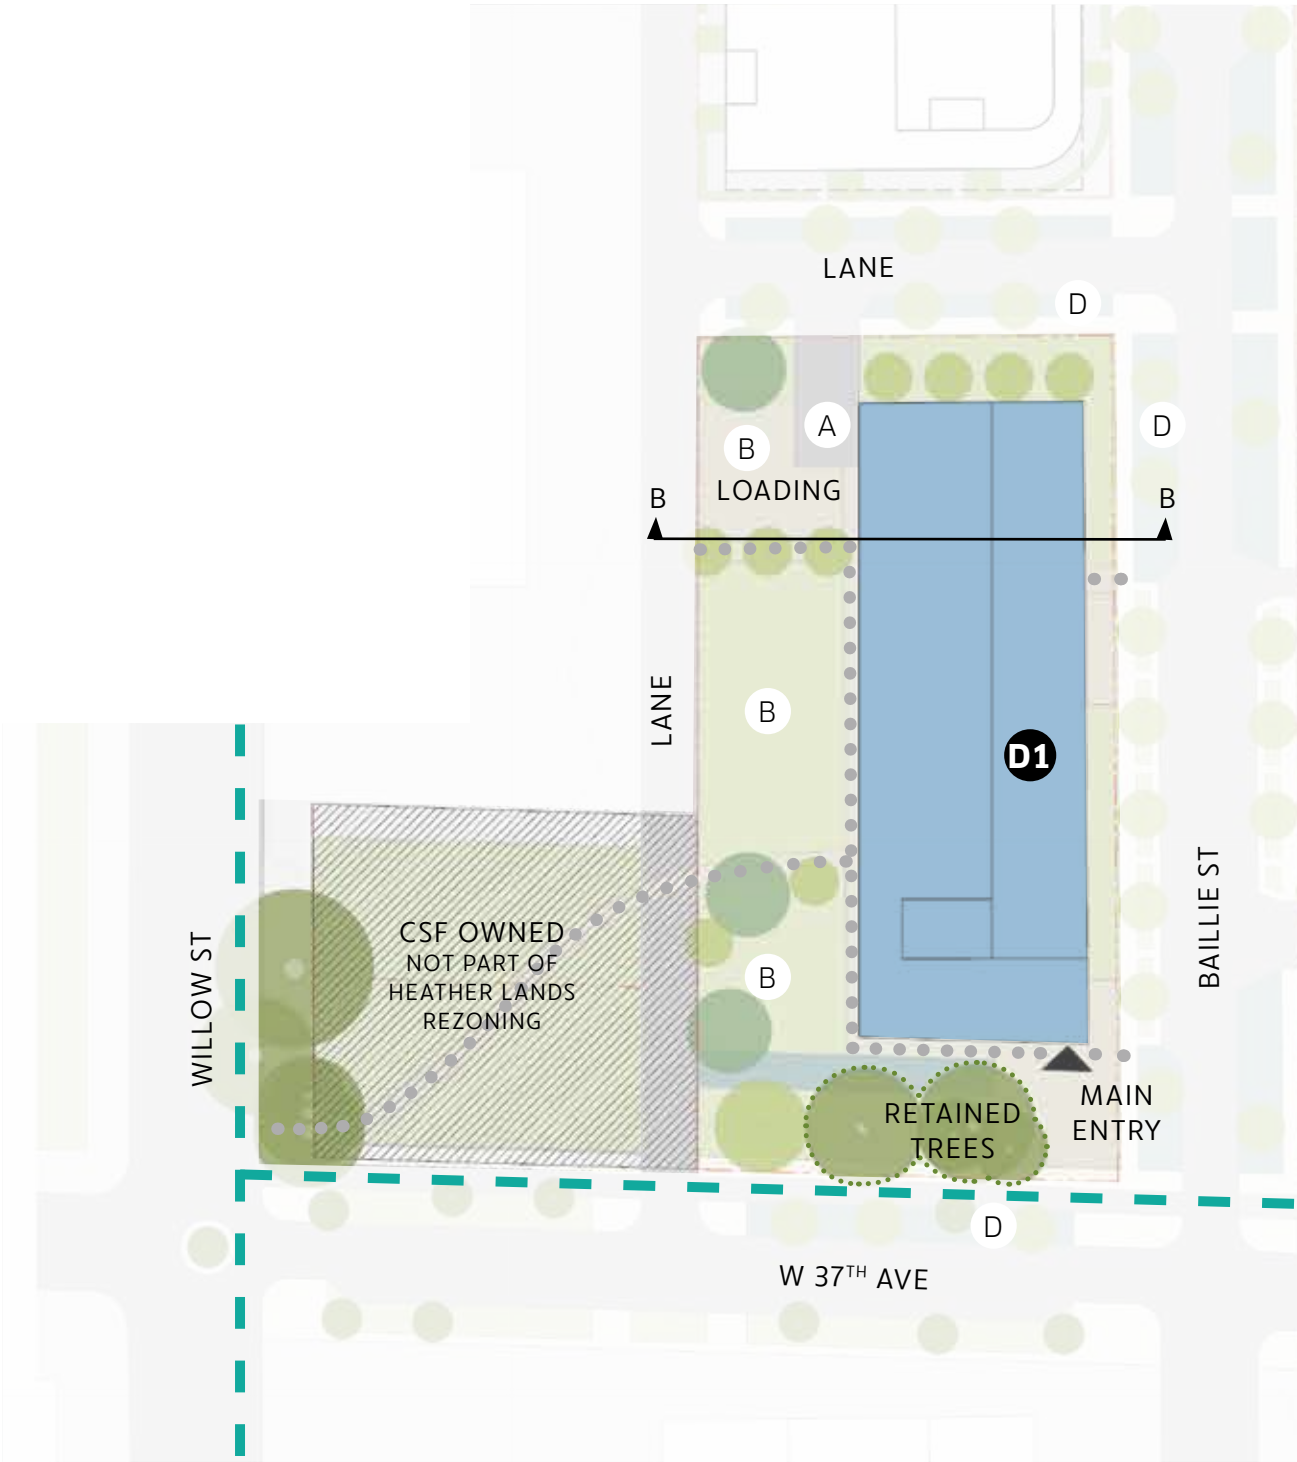 LANE
D
A
D
B
LOADING
B
B
LANE
B
D1
BAILLIE ST
WILLOW ST
CSF OWNED
NOT PART OF
HEATHER LANDS
REZONING
B
MAIN
ENTRY
RETAINED
TREES
D
W 37TH AVE